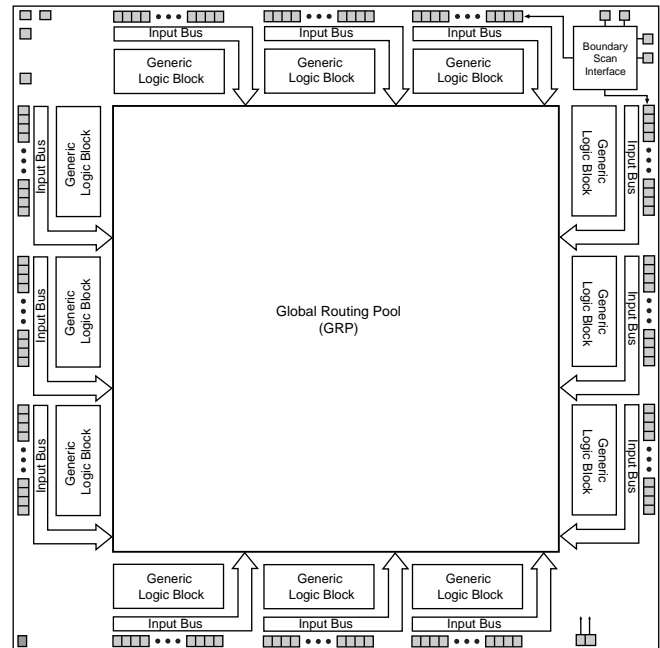 Input Bus
Input Bus
Input Bus
Generic
Logic Block
Generic
Logic Block
Generic
Logic Block
Boundary
Scan
Interface
Input Bus
Generic
Logic Block
Generic
Logic Block
Input Bus
Input Bus
Generic
Logic Block
Global Routing Pool
(GRP)
Generic
Logic Block
Input Bus
Input Bus
Generic
Logic Block
Generic
Logic Block
Input Bus
Generic
Logic Block
Generic
Logic Block
Generic
Logic Block
Input Bus
Input Bus
Input Bus